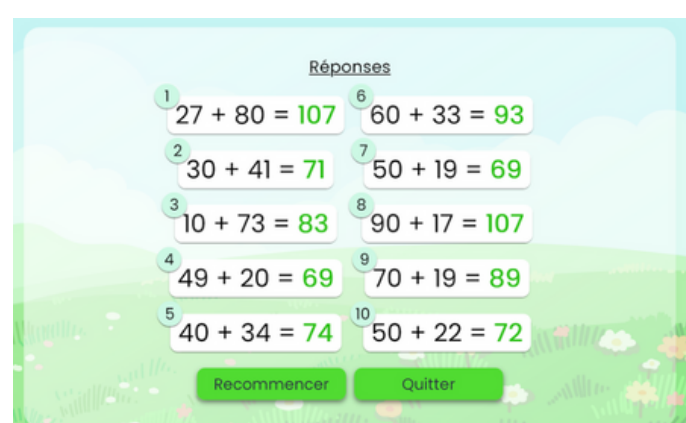 Réponses
1
27 + 80 = 107
2
30 + 41 = 71
3
10 + 73 = 83
4
49 + 20 = 69
5
40 + 34 = 74
6
60 + 33 = 93
7
50 + 19 = 69
8
90 + 17 = 107
9
70 + 19 = 89
10
50 + 22 = 72
Recommencer
Quitter